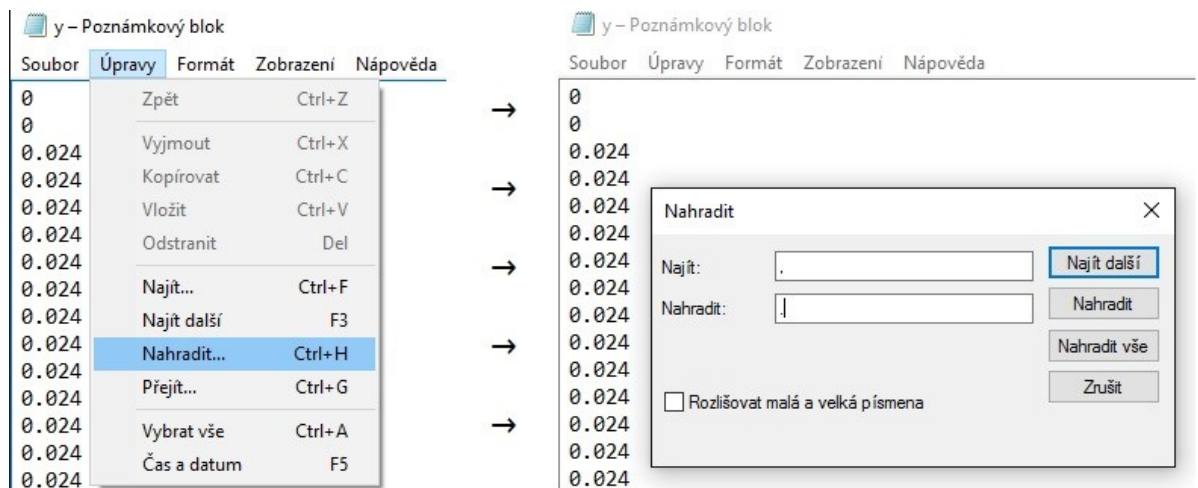 y – Poznámkový blok
Soubor Úpravy Formát Zobrazení Nápověda
0
0
0.024
0.024
0.024
0.024
0.024
0.024
0.024
0.024
0.024
0.024
0.024
0.024
0.024
Zpět Ctrl+Z
Vyjmout Ctrl+X
Kopírovat Ctrl+C
Vložit Ctrl+V
Odstranit Del
Najít... Ctrl+F
Najít další F3
Nahradit... Ctrl+H
Přejít... Ctrl+G
Vybrat vše Ctrl+A
Čas a datum F5
→
→
→
→
→
y – Poznámkový blok
Soubor Úpravy Formát Zobrazení Nápověda
0
0
0.024
0.024
0.024
0.024
0.024
0.024
0.024
0.024
0.024
0.024
0.024
0.024
0.024
Nahradit
Najít: , Najít další
Nahradit: . Nahradit
Nahradit vše
Zrušit
Rozlišovat malá a velká písmena